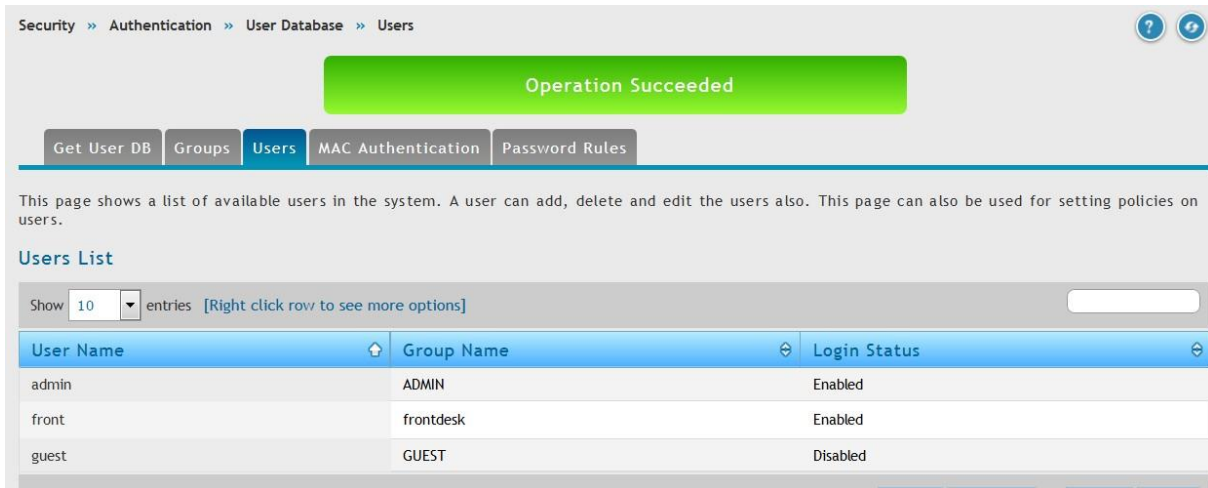 Security » Authentication » User Database » Users
?
Operation Succeeded
Get User DB Groups Users MAC Authentication Password Rules
This page shows a list of available users in the system. A user can add, delete and edit the users also. This page can also be used for setting policies on
users.
Users List
Show 10 entries [Right click row to see more options]
User Name Group Name Login Status
admin ADMIN Enabled
front frontdesk Enabled
guest GUEST Disabled